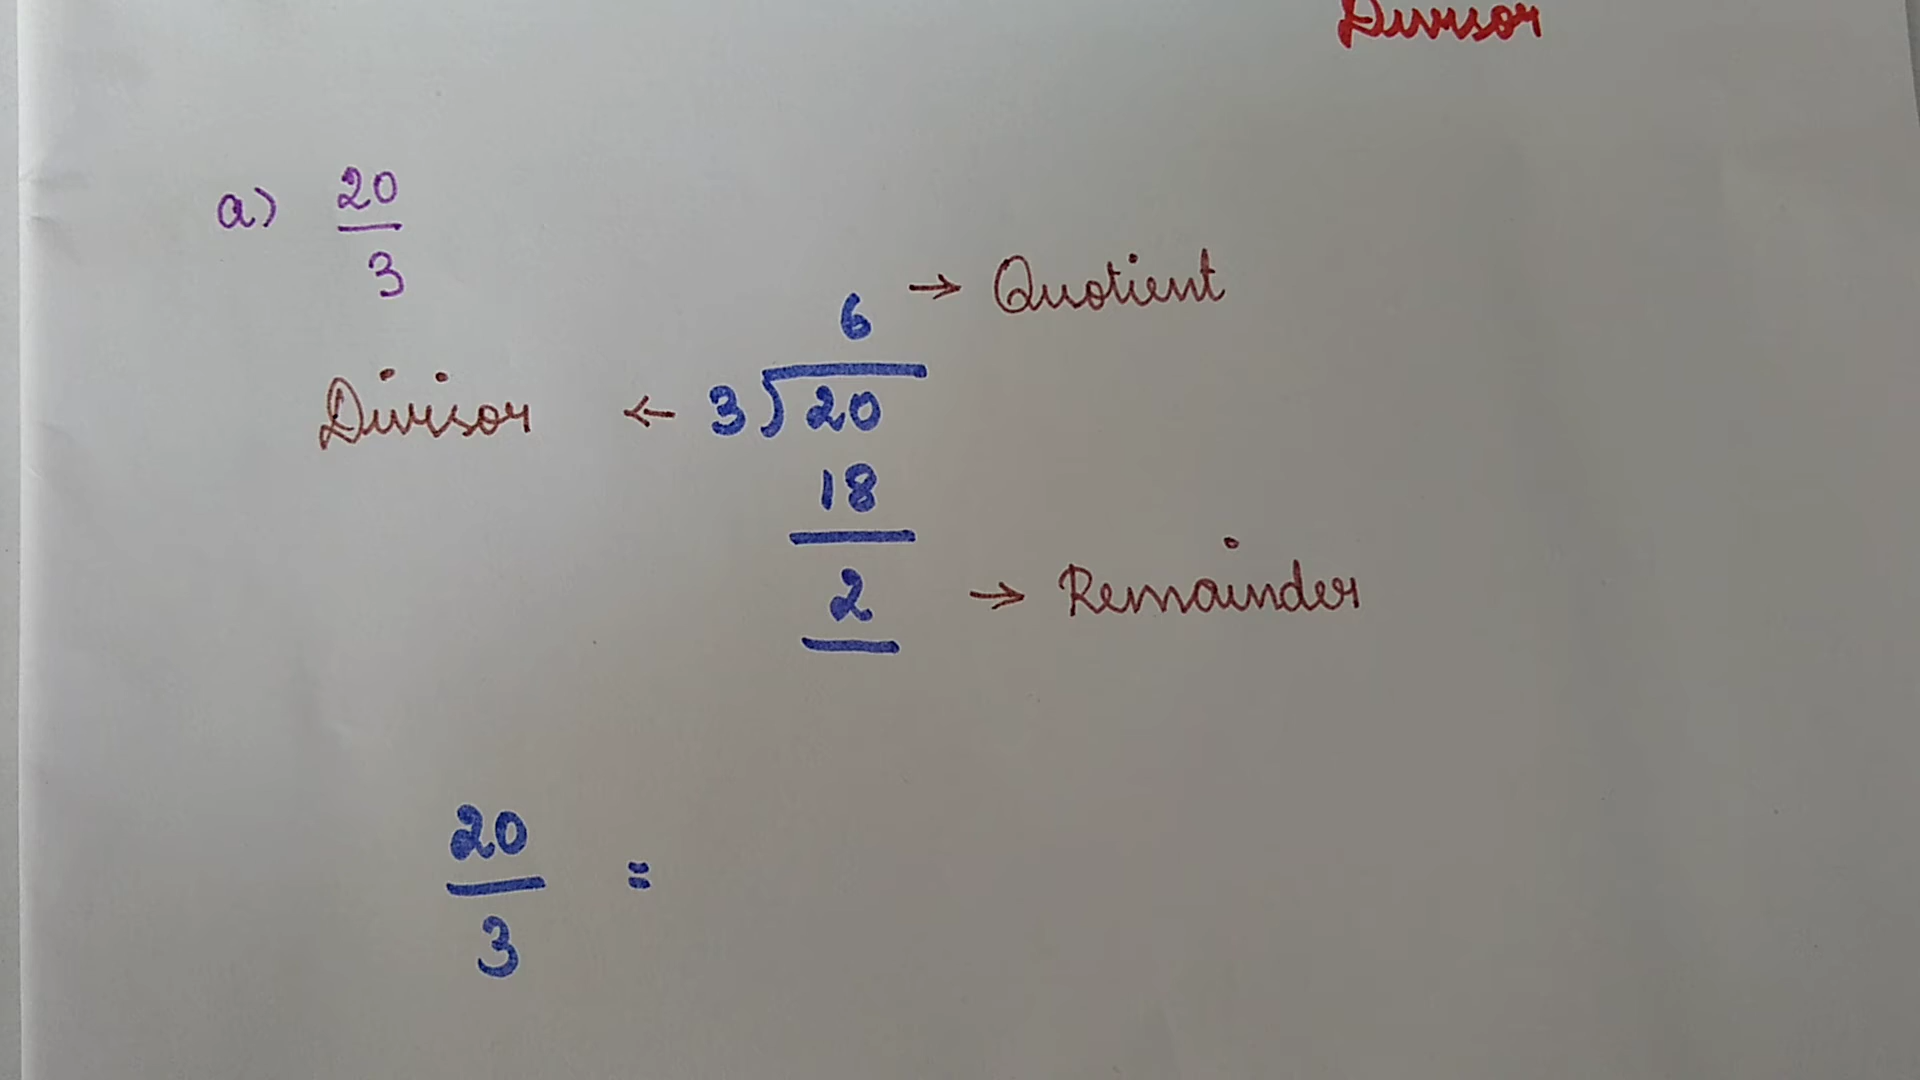 Divisor
a) 20
3
6 → Quotient
Divisor ← 3)20
18
2 → Remainder
20
3 =